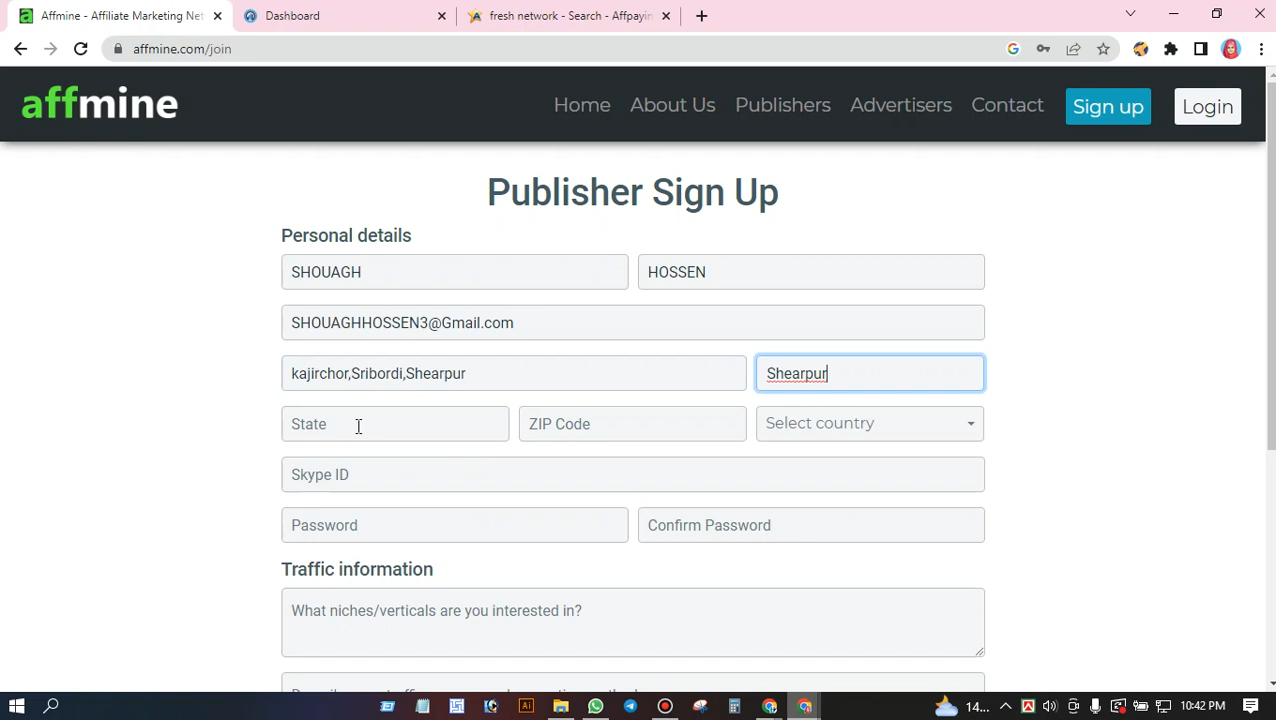 Affmine - Affiliate Marketing Net
Dashboard
fresh network - Search - Affpayin
affmine.com/join
affmine
Home
About Us
Publishers
Advertisers
Contact
Sign up
Login
Publisher Sign Up
Personal details
SHOUAGH
HOSSEN
SHOUAGHHOSSEN3@Gmail.com
kajirchor,Sribordi,Shearpur
Shearpur
State
ZIP Code
Select country
Skype ID
Password
Confirm Password
Traffic information
What niches/verticals are you interested in?
14...
10:42 PM